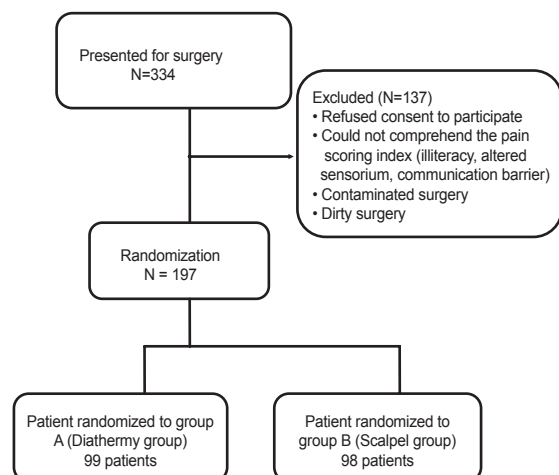 Presented for surgery
N=334
Excluded (N=137)
• Refused consent to participate
• Could not comprehend the pain
scoring index (illiteracy, altered
sensorium, communication barrier)
• Contaminated surgery
• Dirty surgery
Randomization
N = 197
Patient randomized to group
A (Diathermy group)
99 patients
Patient randomized to
group B (Scalpel group)
98 patients